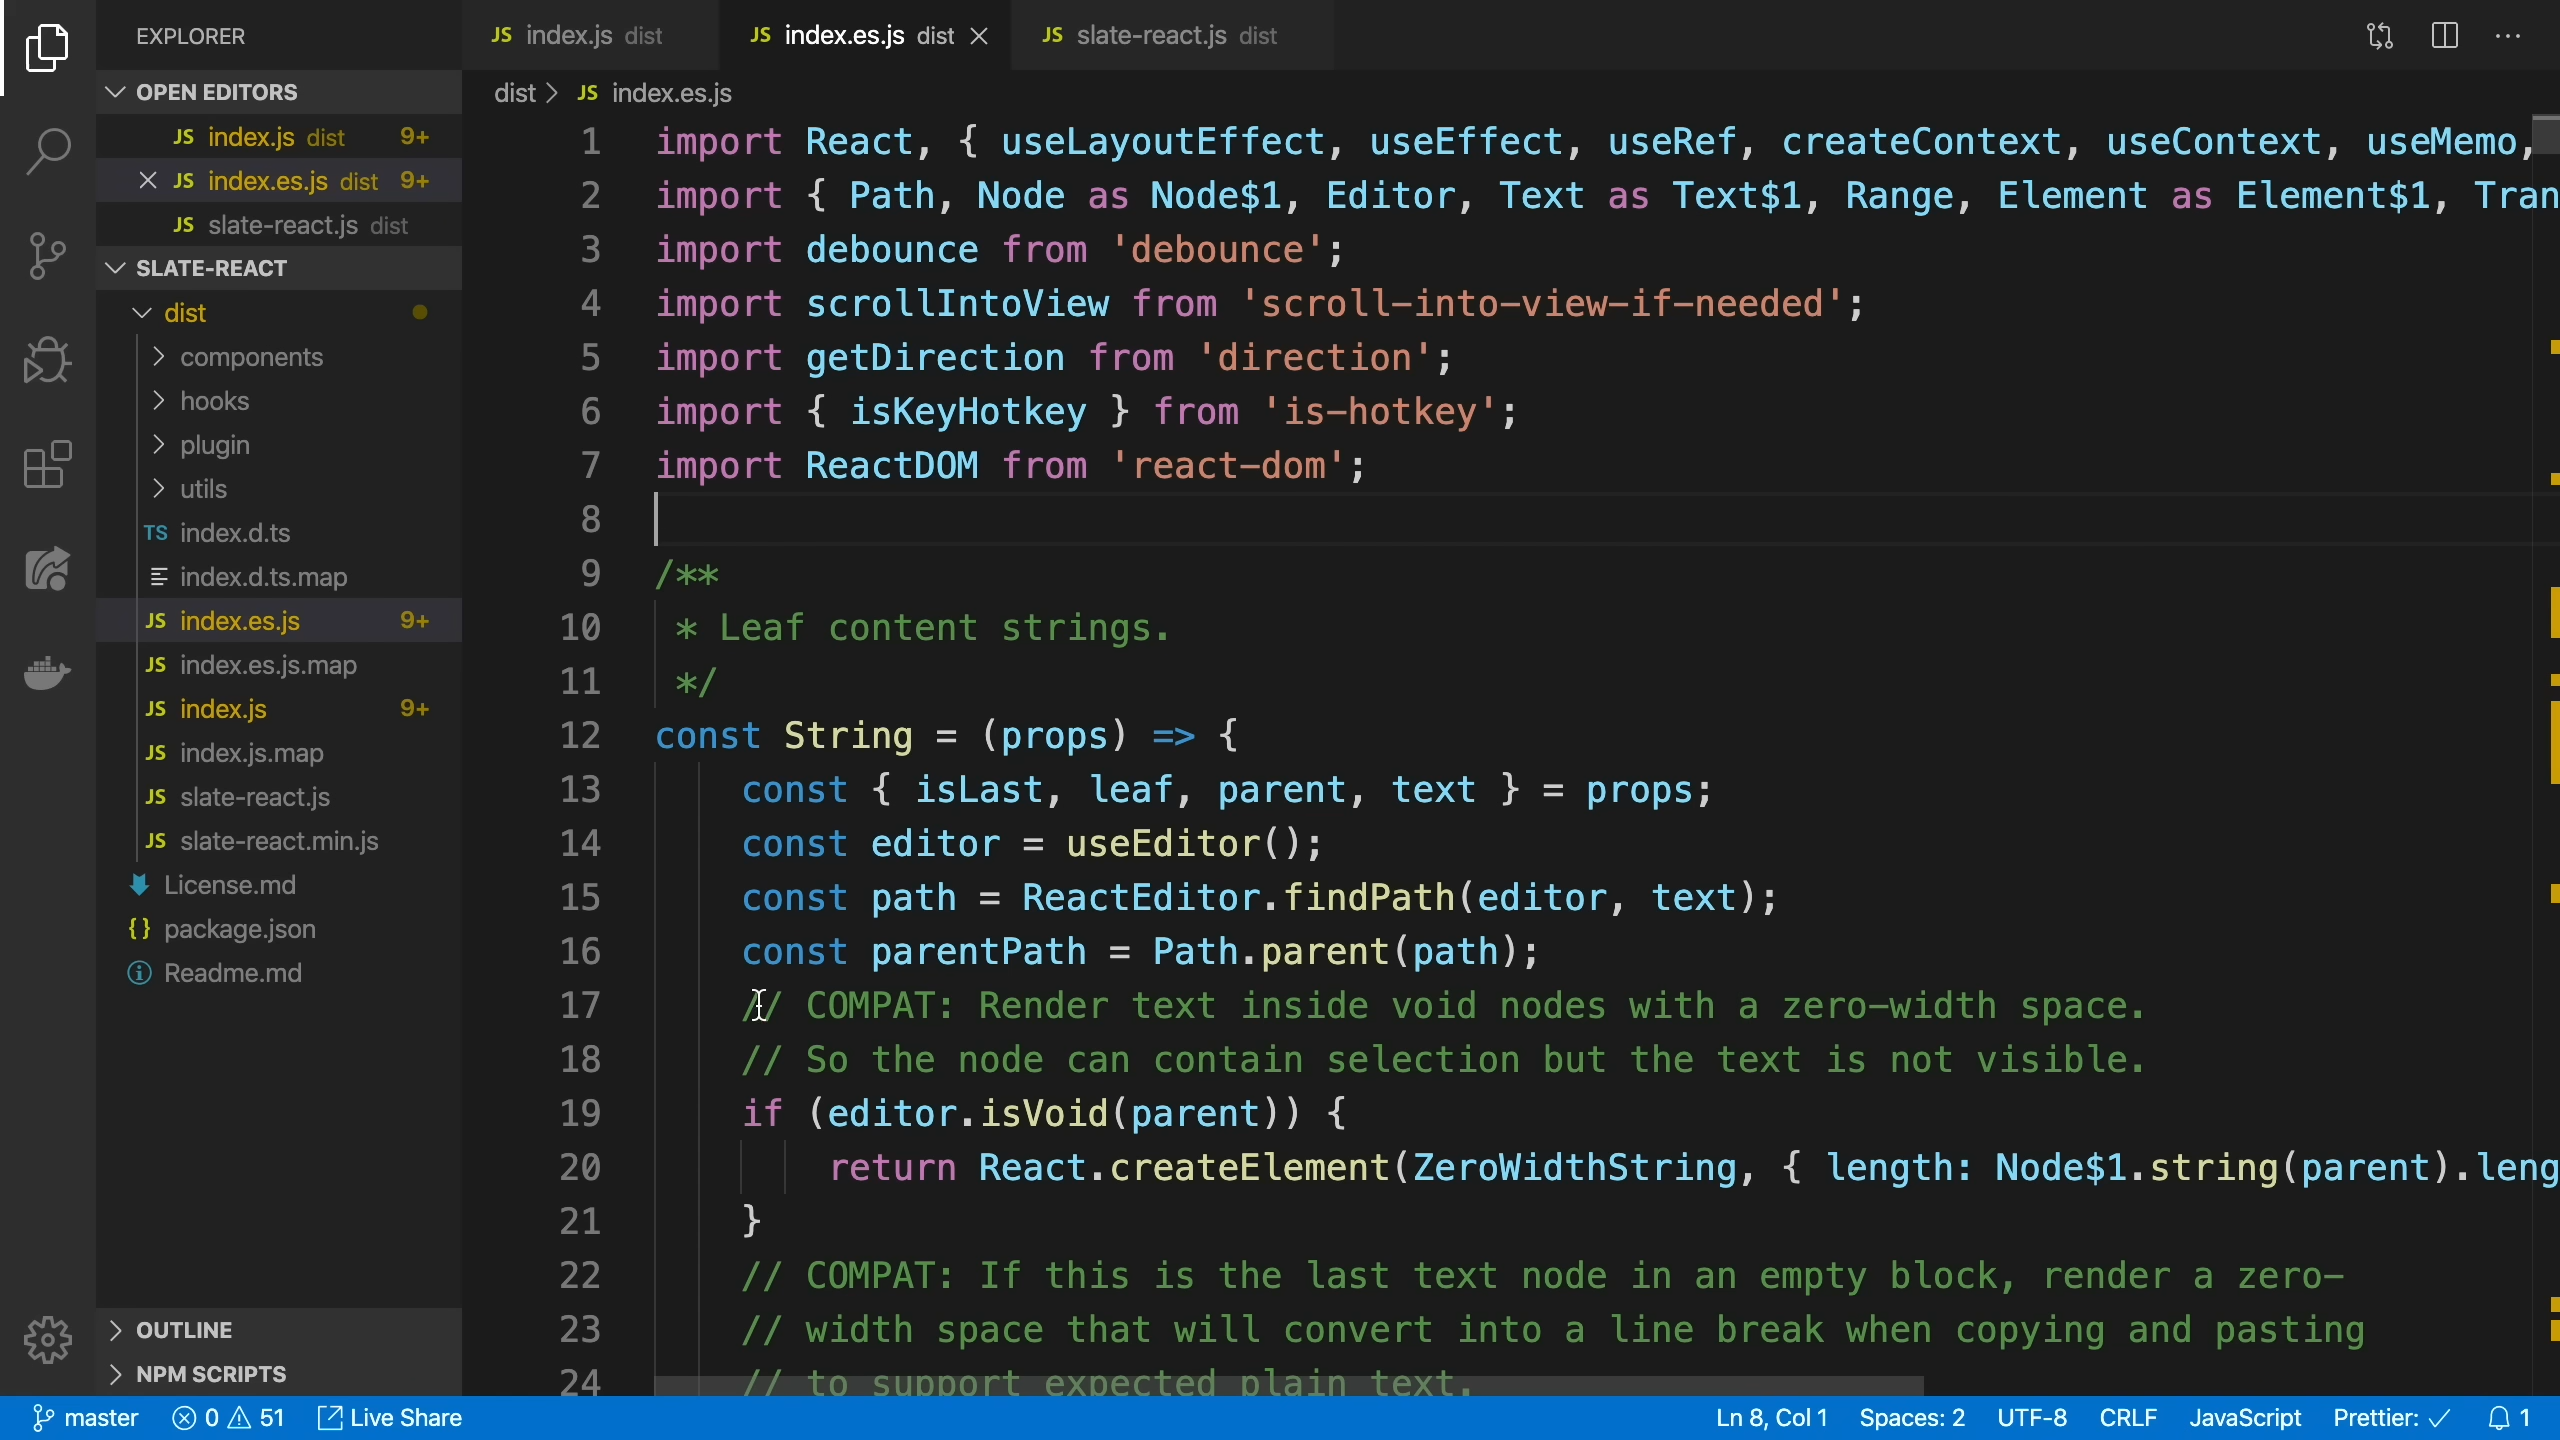 EXPLORER
OPEN EDITORS
JS index.js dist 9+
JS index.es.js dist 9+
JS slate-react.js dist
SLATE-REACT
dist
components
hooks
plugin
utils
TS index.d.ts
index.d.ts.map
JS index.es.js 9+
JS index.es.js.map
JS index.js 9+
JS index.js.map
JS slate-react.js
JS slate-react.min.js
License.md
{} package.json
Readme.md
OUTLINE
NPM SCRIPTS
JS index.js dist
JS index.es.js dist
JS slate-react.js dist
dist > JS index.es.js
1 import React, { useLayoutEffect, useEffect, useRef, createContext, useContext, useMemo,
2 import { Path, Node as Node$1, Editor, Text as Text$1, Range, Element as Element$1, Tran
3 import debounce from 'debounce';
4 import scrollIntoView from 'scroll-into-view-if-needed';
5 import getDirection from 'direction';
6 import { isKeyHotkey } from 'is-hotkey';
7 import ReactDOM from 'react-dom';
8
9 /**
10 * Leaf content strings.
11 */
12 const String = (props) => {
13 const { isLast, leaf, parent, text } = props;
14 const editor = useEditor();
15 const path = ReactEditor.findPath(editor, text);
16 const parentPath = Path.parent(path);
17 // COMPAT: Render text inside void nodes with a zero-width space.
18 // So the node can contain selection but the text is not visible.
19 if (editor.isVoid(parent)) {
20 return React.createElement(ZeroWidthString, { length: Node$1.string(parent).leng
21 }
22 // COMPAT: If this is the last text node in an empty block, render a zero-
23 // width space that will convert into a line break when copying and pasting
24 // to support expected plain text.
master 0 51 Live Share
Ln 8, Col 1 Spaces: 2 UTF-8 CRLF JavaScript Prettier: ✓ 1